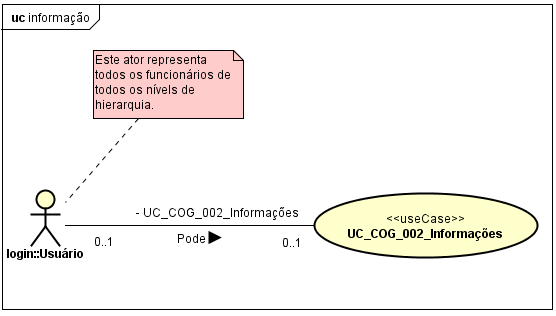 uc informação
Este ator representa
todos os funcionários de
todos os níveis de
hierarquia.
- UC_COG_002_Informações
<<useCase>>
UC_COG_002_Informações
0..1
Pode
0..1
login::Usuário